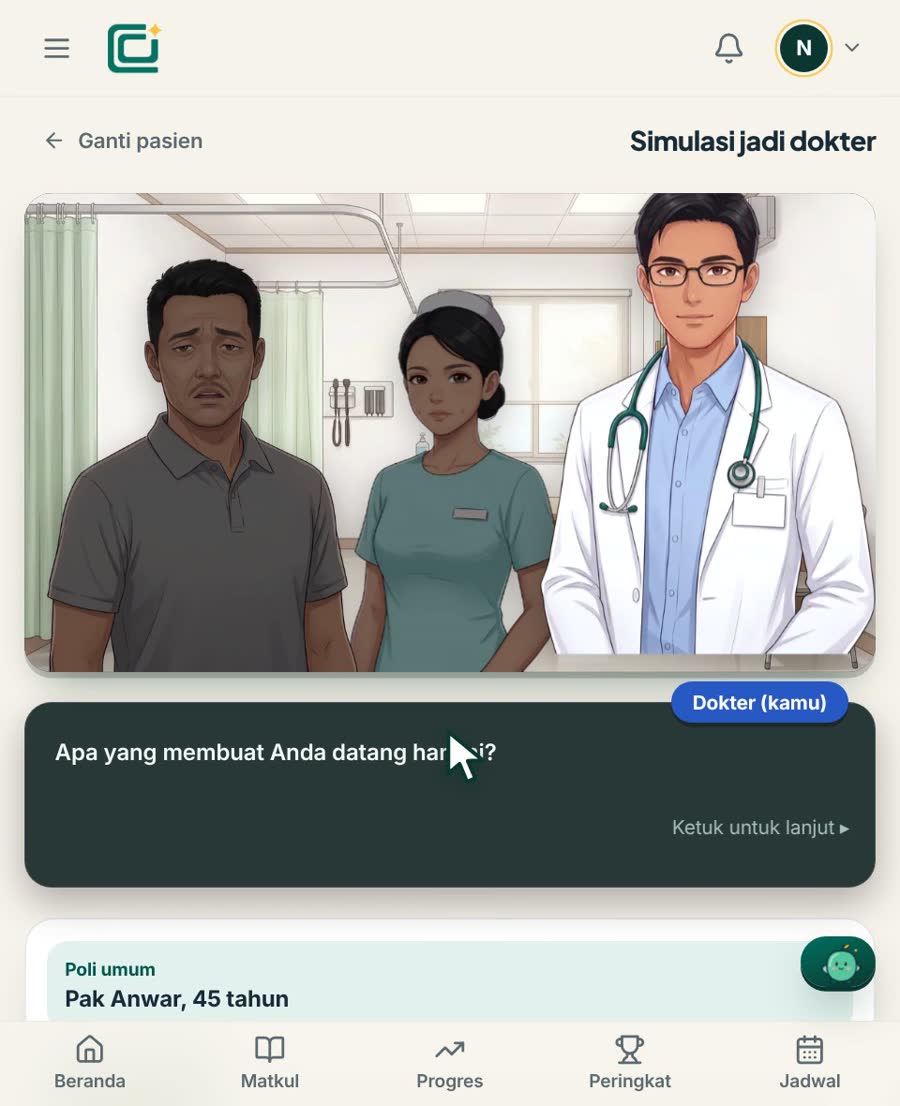 N
Ganti pasien
Simulasi jadi dokter
Dokter (kamu)
Apa yang membuat Anda datang
Ketuk untuk lanjut ▸
Poli umum
Pak Anwar, 45 tahun
Beranda
Matkul
Progres
Peringkat
Jadwal